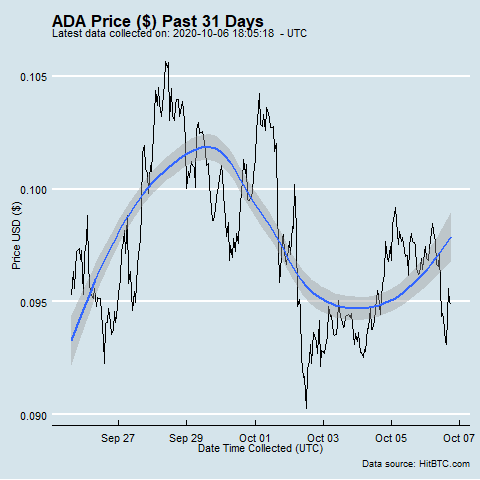 ADA Price ($) Past 31 Days
Latest data collected on: 2020-10-06 18:05:18  - UTC
0.105
0.100
0.095
0.090
Price USD ($)
Sep 27
Sep 29
Oct 01
Oct 03
Oct 05
Oct 07
Date Time Collected (UTC)
Data source: HitBTC.com